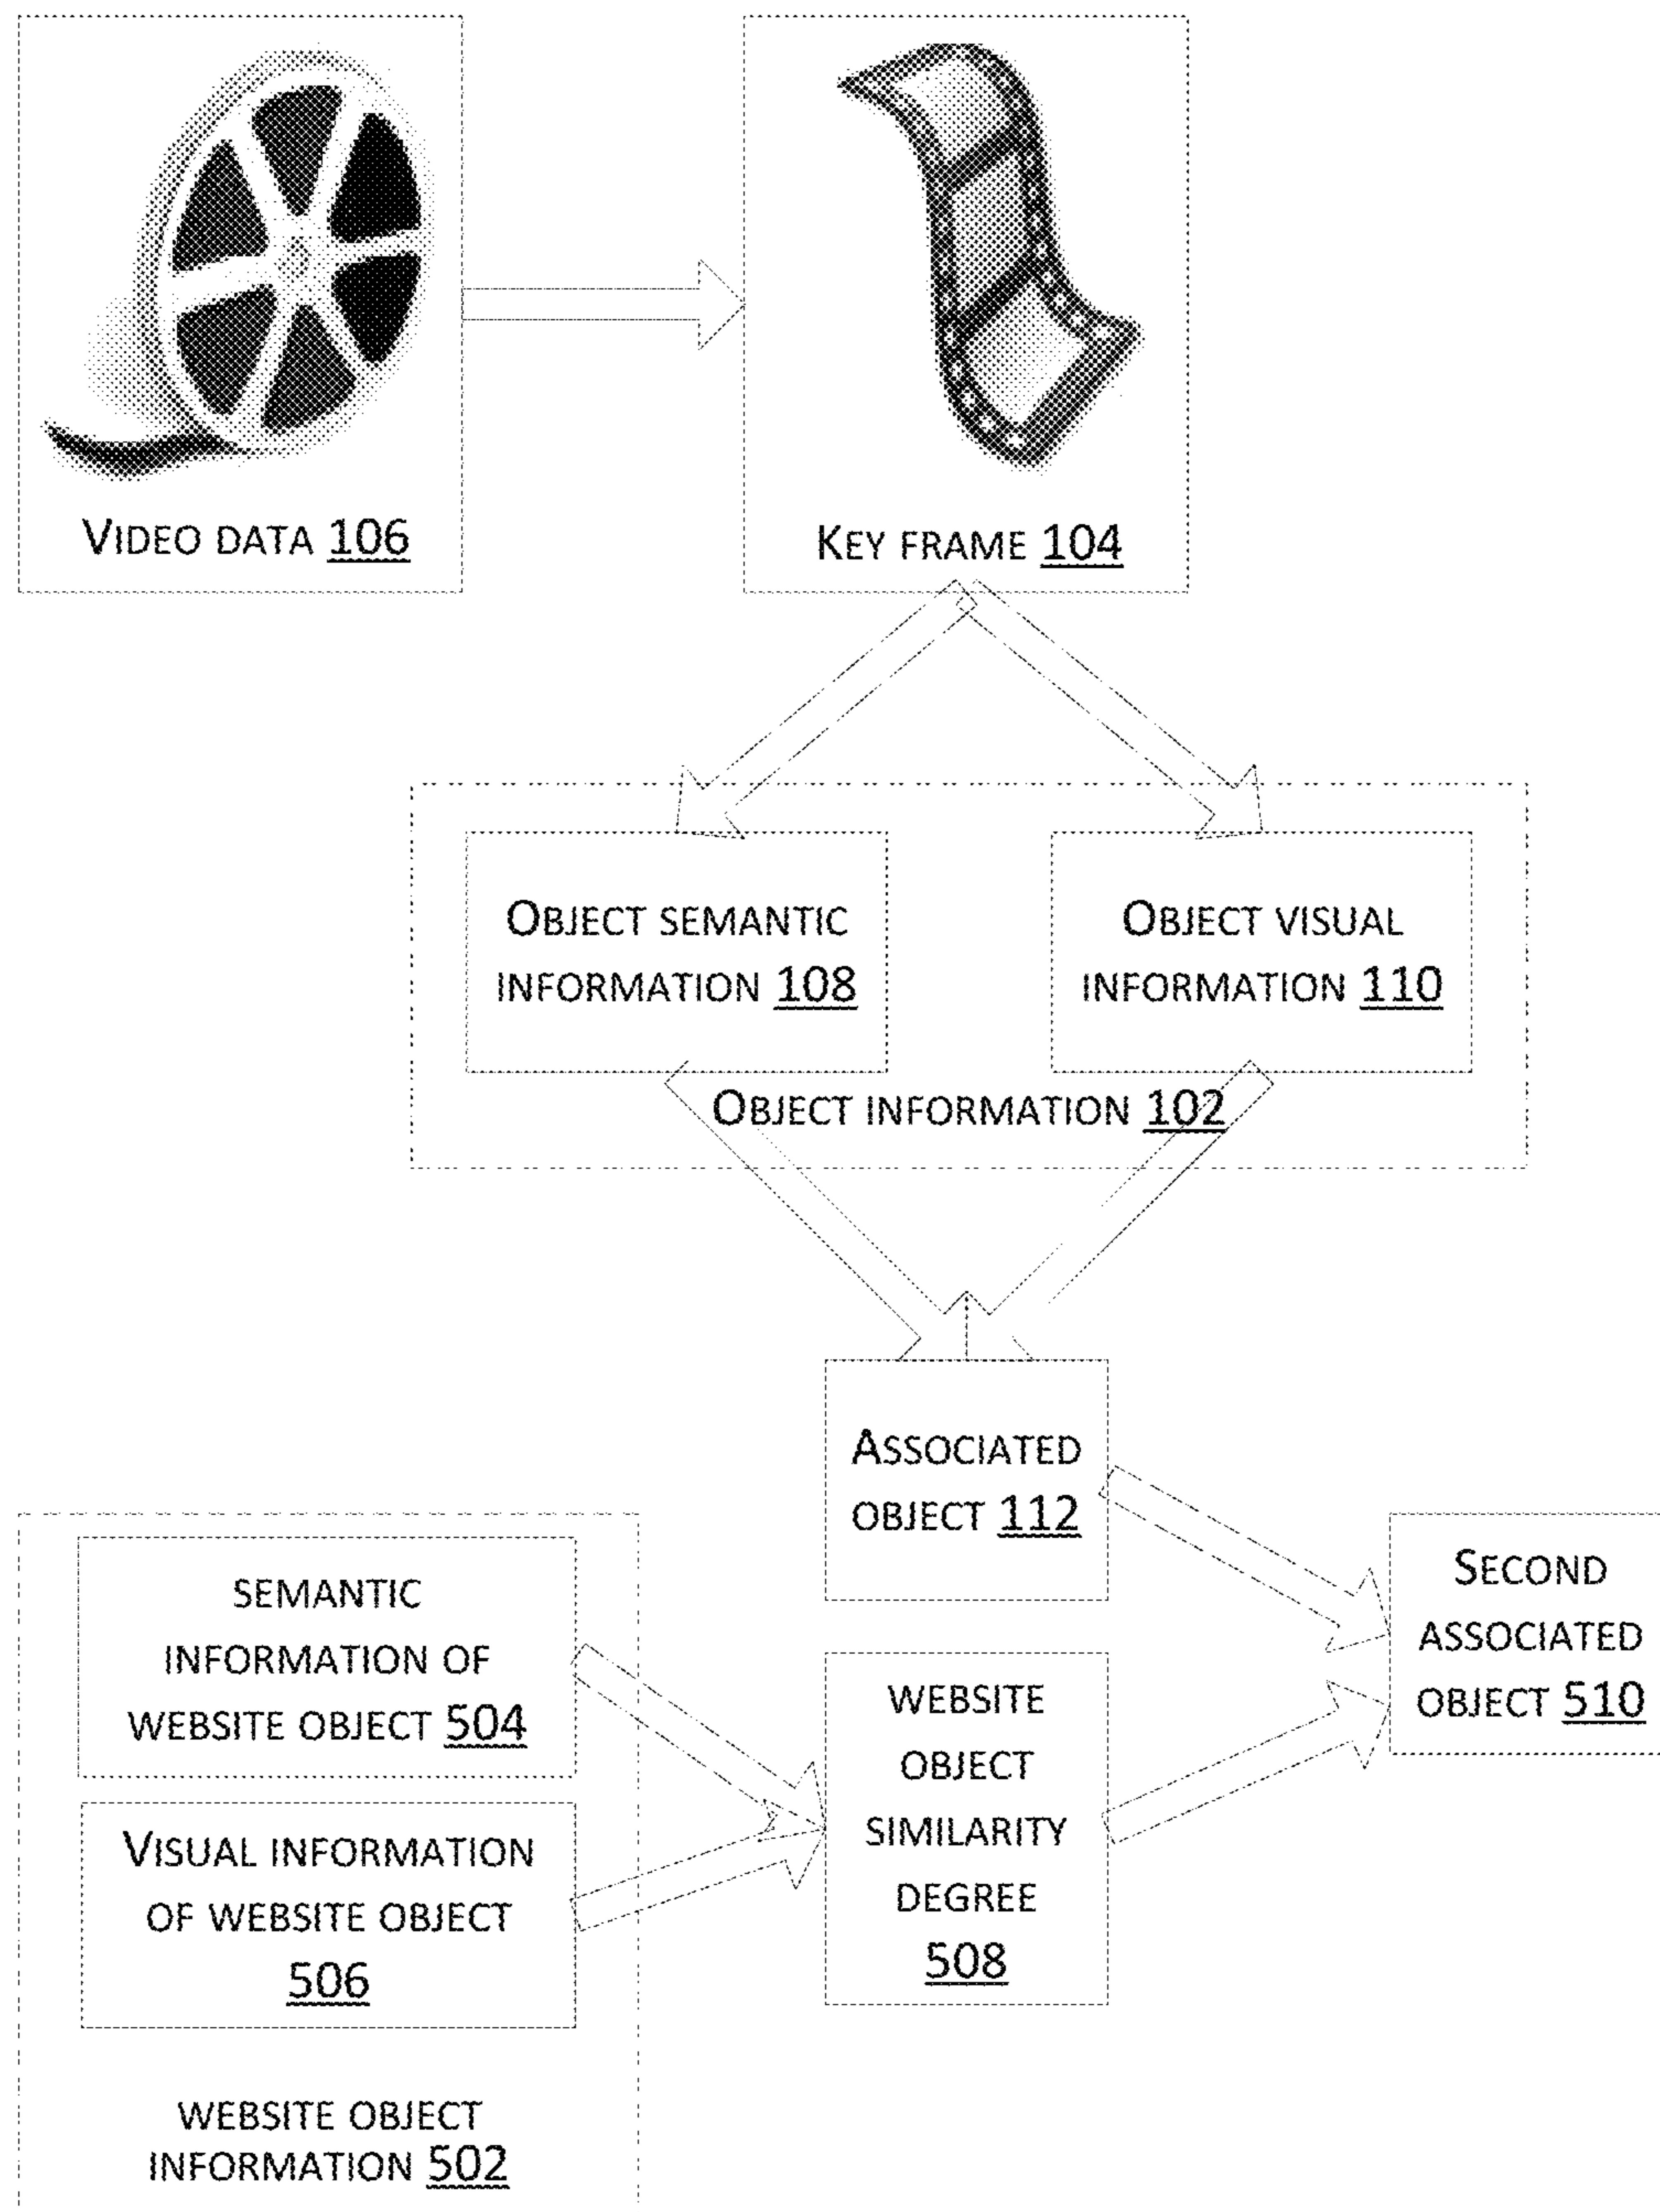 VIDEO DATA 106
KEY FRAME 104
OBJECT SEMANTIC
INFORMATION 108
OBJECT VISUAL
INFORMATION 110
OBJECT INFORMATION 102
ASSOCIATED
OBJECT 112
SEMANTIC
INFORMATION OF
WEBSITE OBJECT 504
VISUAL INFORMATION
OF WEBSITE OBJECT
506
WEBSITE OBJECT
INFORMATION 502
WEBSITE
OBJECT
SIMILARITY
DEGREE
508
SECOND
ASSOCIATED
OBJECT 510